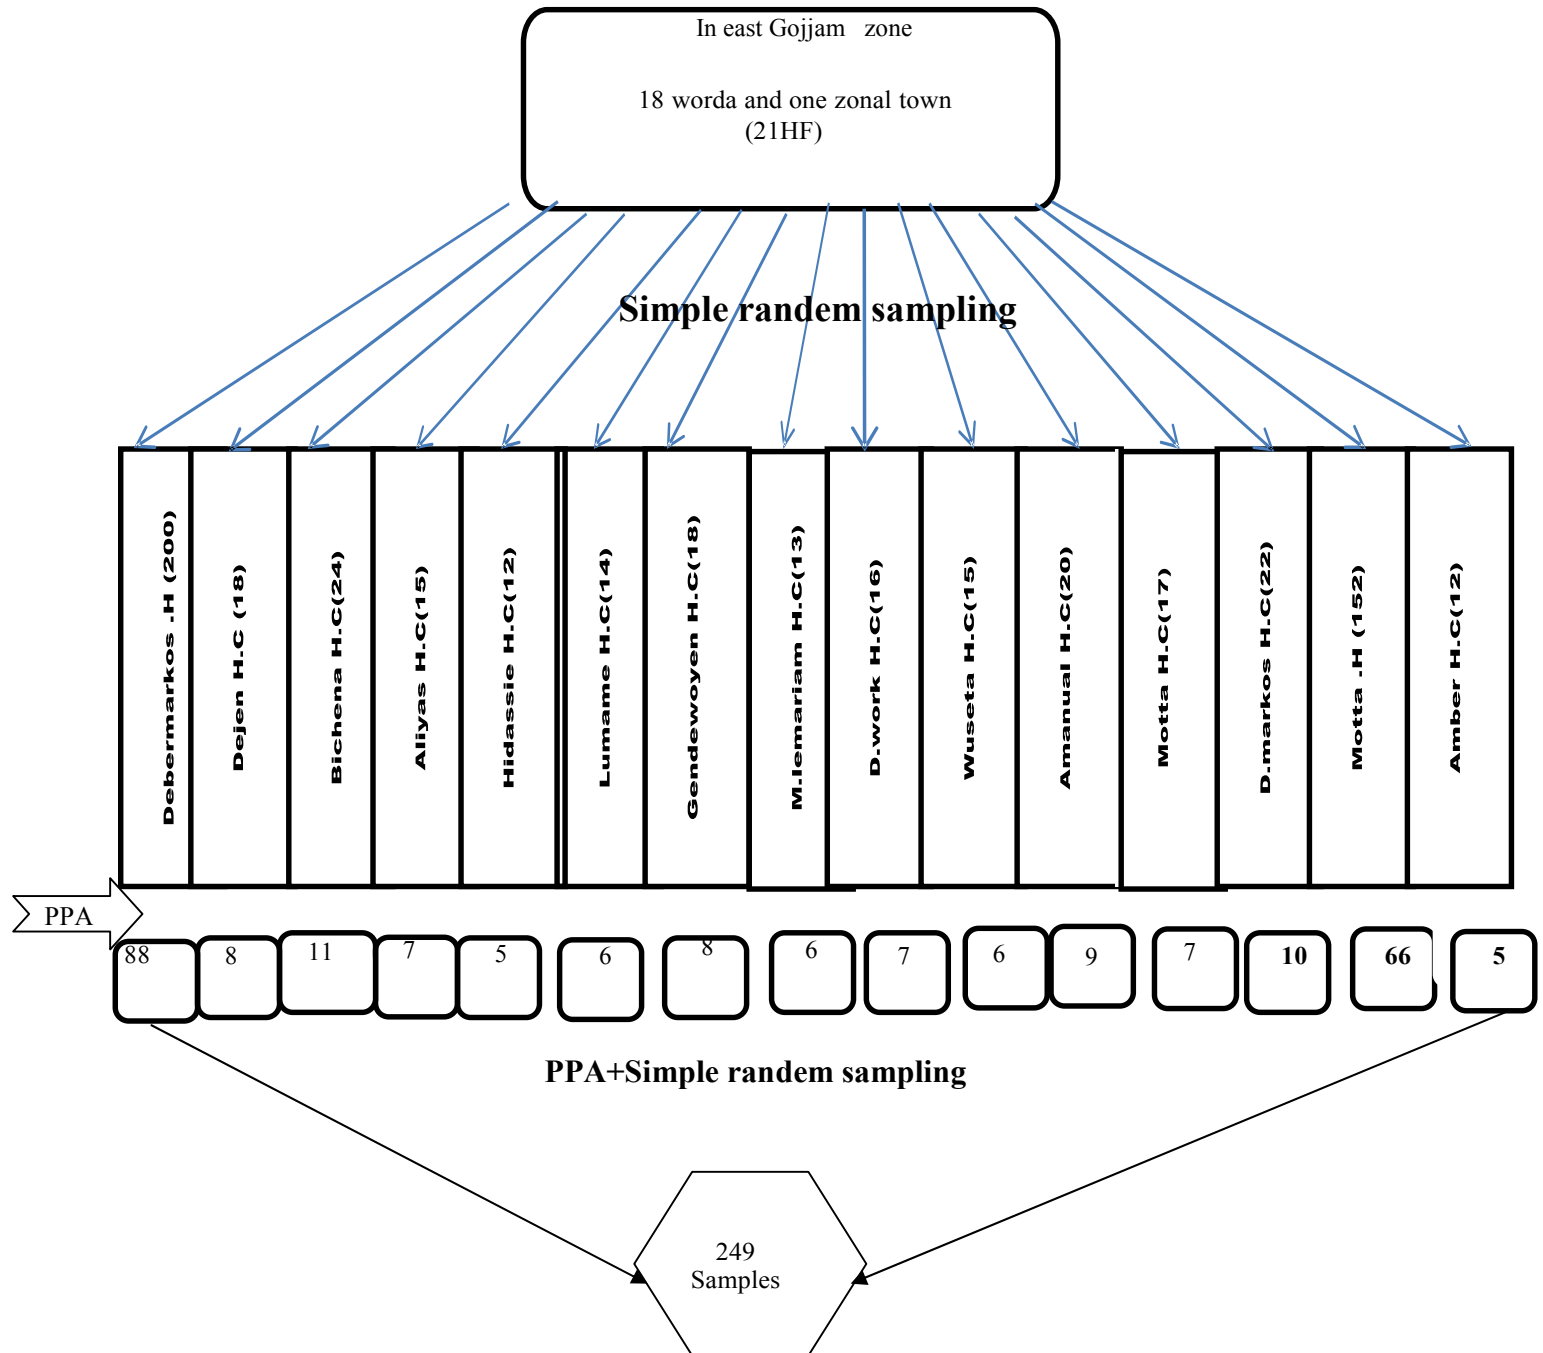 In east Gojjam zone
18 worda and one zonal town
(21HF)
Simple randem sampling
Debermarkos .H (200)
Dejen H.C (18)
Bichena H.C(24)
Aliyas H.C(15)
Hidassie H.C(12)
Lumame H.C(14)
Gendewoyen H.C(18)
M.lemariam H.C(13)
D.work H.C(16)
Wuseta H.C(15)
Amanual H.C(20)
Motta H.C(17)
D.markos H.C(22)
Motta .H (152)
Amber H.C(12)
PPA
88
8
11
7
5
6
8
6
7
6
9
7
10
66
5
PPA+Simple randem sampling
249
Samples